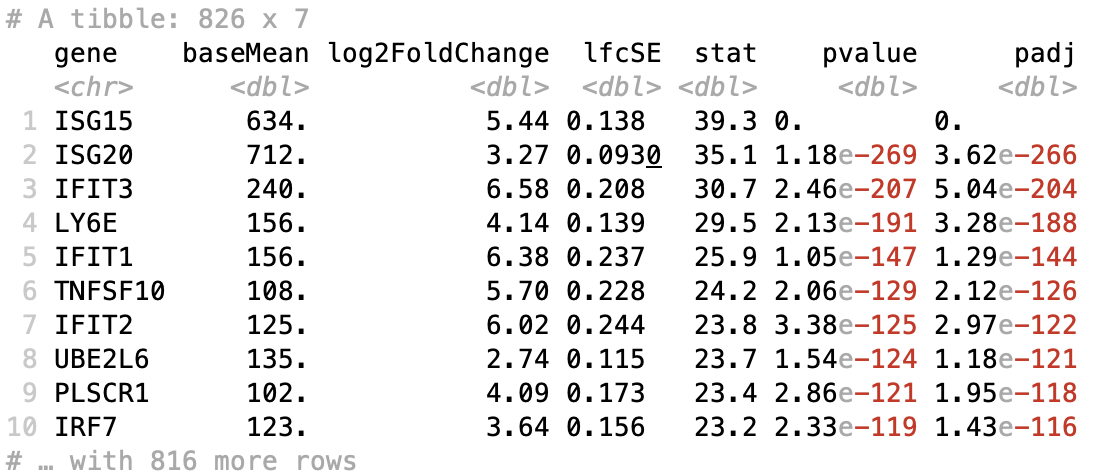 # A tibble: 826 x 7
   gene    baseMean log2FoldChange  lfcSE  stat    pvalue      padj
   <chr>      <dbl>          <dbl>  <dbl> <dbl>     <dbl>     <dbl>
 1 ISG15       634.           5.44 0.138   39.3 0.        0.
 2 ISG20       712.           3.27 0.0930  35.1 1.18e-269 3.62e-266
 3 IFIT3       240.           6.58 0.208   30.7 2.46e-207 5.04e-204
 4 LY6E        156.           4.14 0.139   29.5 2.13e-191 3.28e-188
 5 IFIT1       156.           6.38 0.237   25.9 1.05e-147 1.29e-144
 6 TNFSF10     108.           5.70 0.228   24.2 2.06e-129 2.12e-126
 7 IFIT2       125.           6.02 0.244   23.8 3.38e-125 2.97e-122
 8 UBE2L6      135.           2.74 0.115   23.7 1.54e-124 1.18e-121
 9 PLSCR1      102.           4.09 0.173   23.4 2.86e-121 1.95e-118
10 IRF7        123.           3.64 0.156   23.2 2.33e-119 1.43e-116
# … with 816 more rows